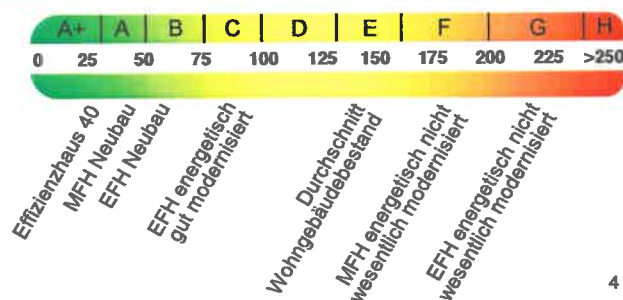 A+ A B C D E F G H
0 25 50 75 100 125 150 175 200 225 >250
Effizienzhaus 40
MFH Neubau
EFH Neubau
EFH energetisch
gut modernisiert
Durchschnitt
Wohngebäudebestand
MFH energetisch nicht
wesentlich modernisiert
EFH energetisch nicht
wesentlich modernisiert
4